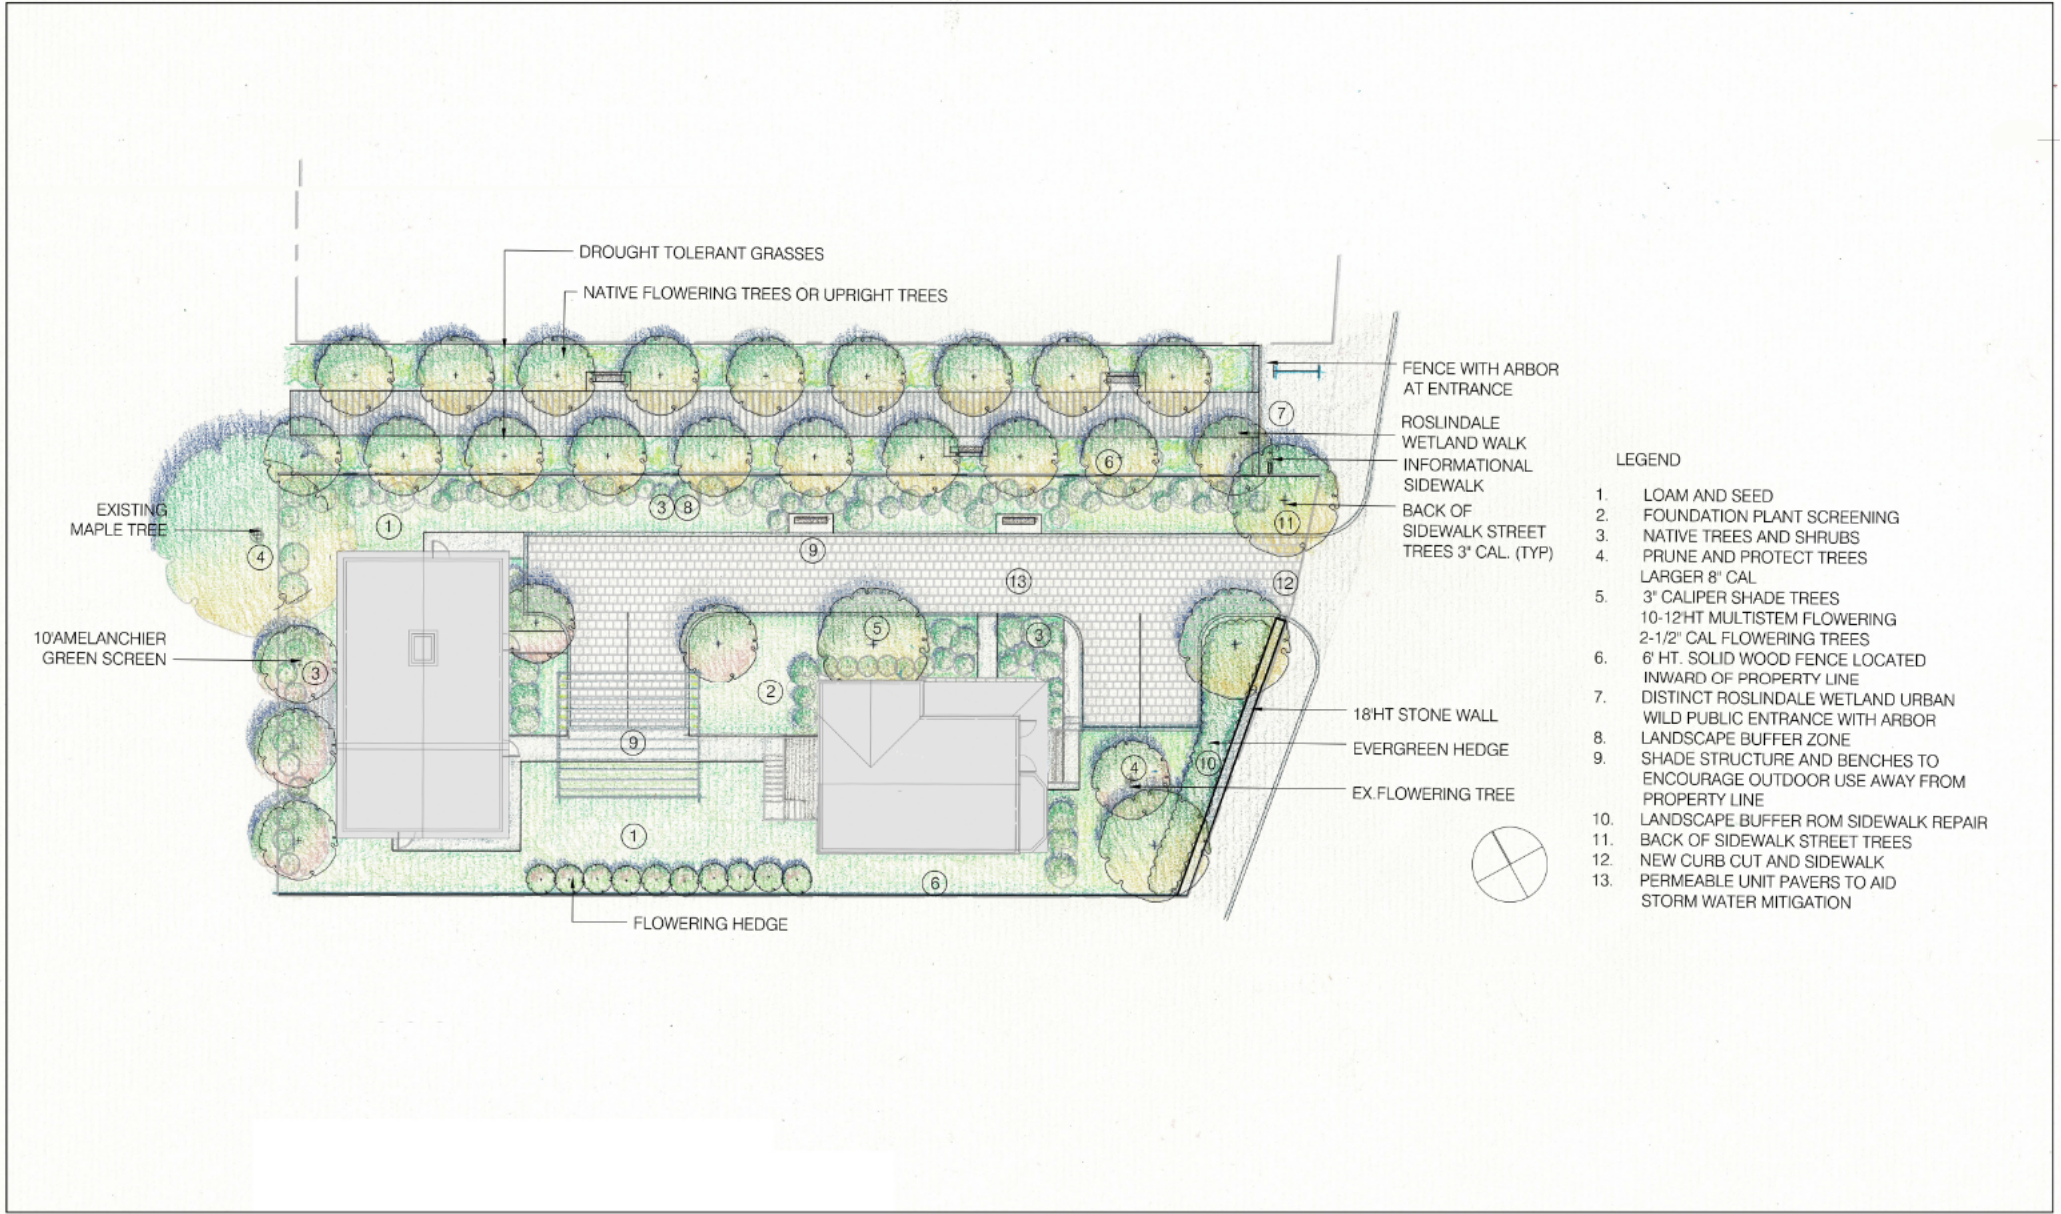 DROUGHT TOLERANT GRASSES
NATIVE FLOWERING TREES OR UPRIGHT TREES
FENCE WITH ARBOR
AT ENTRANCE
7
ROSLINDALE
WETLAND WALK
INFORMATIONAL
SIDEWALK
BACK OF
SIDEWALK STREET
TREES 3" CAL. (TYP)
6
EXISTING
MAPLE TREE
4
1
3 8
11
9
13
12
10'AMELANCHIER
GREEN SCREEN
3
5
3
2
9
18'HT STONE WALL
EVERGREEN HEDGE
10
4
EX.FLOWERING TREE
1
6
FLOWERING HEDGE
LEGEND
1. LOAM AND SEED
2. FOUNDATION PLANT SCREENING
3. NATIVE TREES AND SHRUBS
4. PRUNE AND PROTECT TREES
LARGER 8" CAL
5. 3" CALIPER SHADE TREES
10-12'HT MULTISTEM FLOWERING
2-1/2" CAL FLOWERING TREES
6. 6' HT. SOLID WOOD FENCE LOCATED
INWARD OF PROPERTY LINE
7. DISTINCT ROSLINDALE WETLAND URBAN
WILD PUBLIC ENTRANCE WITH ARBOR
8. LANDSCAPE BUFFER ZONE
9. SHADE STRUCTURE AND BENCHES TO
ENCOURAGE OUTDOOR USE AWAY FROM
PROPERTY LINE
10. LANDSCAPE BUFFER ROM SIDEWALK REPAIR
11. BACK OF SIDEWALK STREET TREES
12. NEW CURB CUT AND SIDEWALK
13. PERMEABLE UNIT PAVERS TO AID
STORM WATER MITIGATION